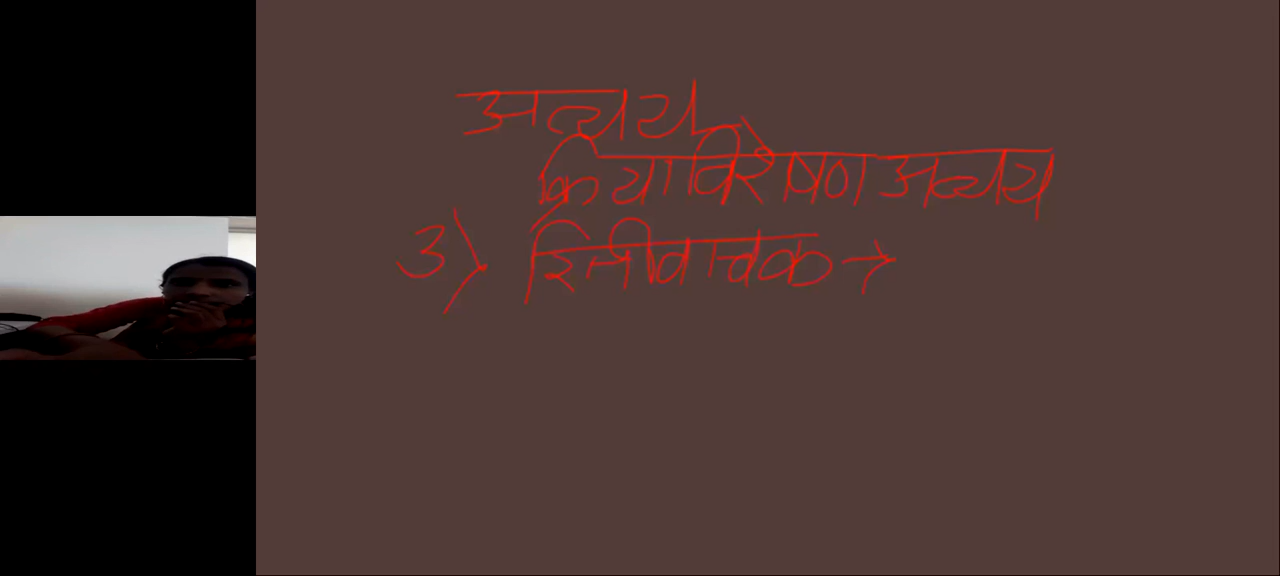 अव्यय
क्रियाविशेषण अव्यय
3) रितीवाचक →